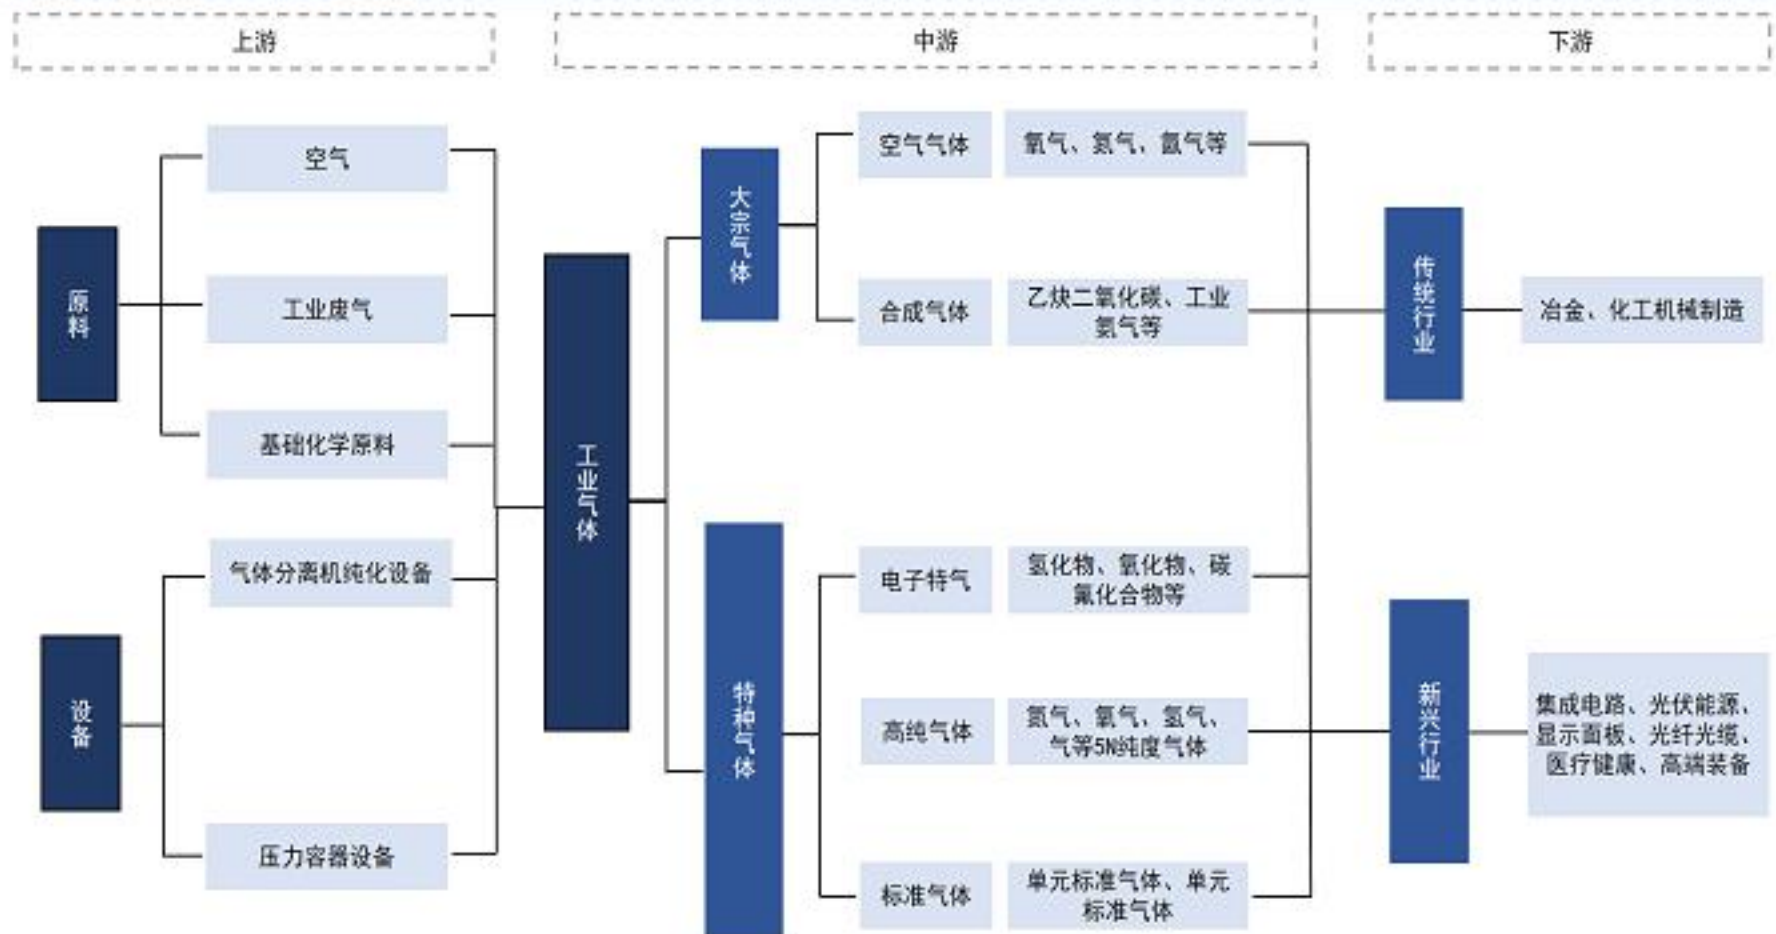 上游
中游
下游
原料
空气
工业废气
基础化学原料
设备
气体分离机纯化设备
压力容器设备
工业气体
大宗气体
空气气体
氧气、氮气、氩气等
合成气体
乙炔二氧化碳、工业
氨气等
特种气体
电子特气
氢化物、氧化物、碳
氟化合物等
高纯气体
氮气、氧气、氢气、
气等5N纯度气体
标准气体
单元标准气体、单元
标准气体
传统行业
冶金、化工机械制造
新兴行业
集成电路、光伏能源、
显示面板、光纤光缆、
医疗健康、高端装备